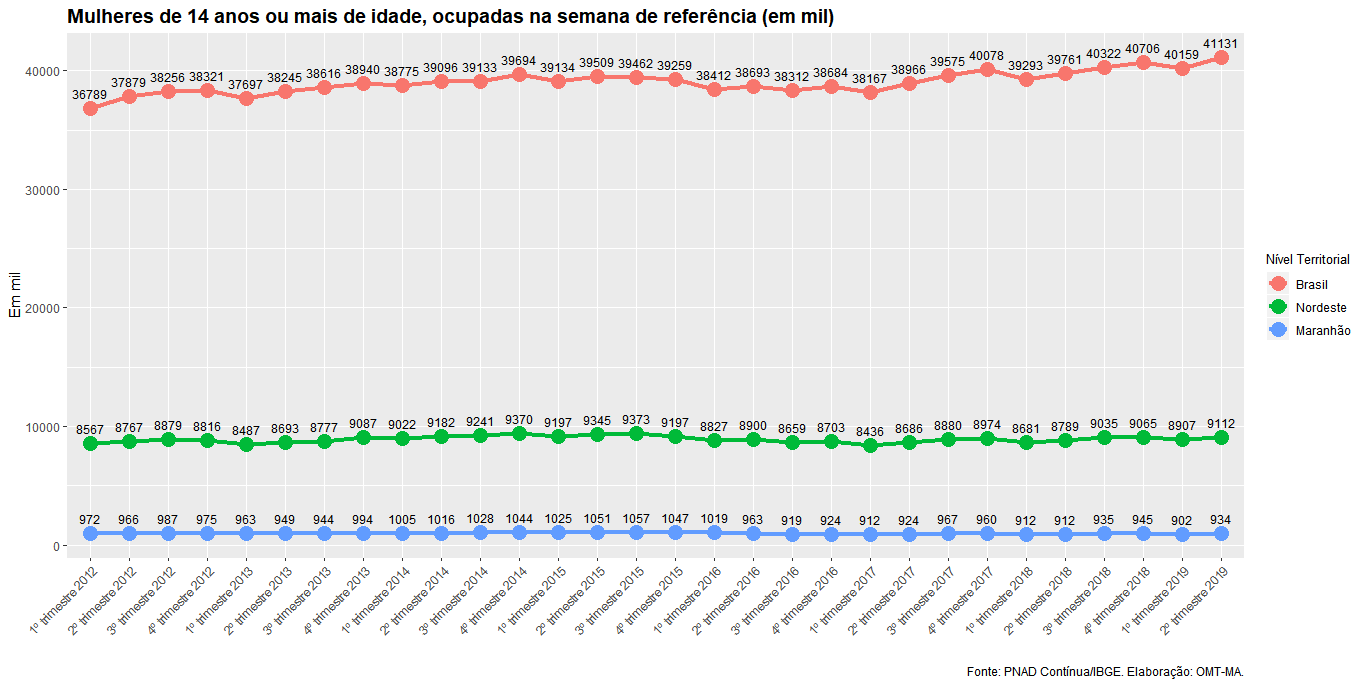 Mulheres de 14 anos ou mais de idade, ocupadas na semana de referência (em mil)
Em mil
40000
30000
20000
10000
0
36789 37879 38256 38321 37697 38245 38616 38940 38775 39096 39133 39694 39134 39509 39462 39259 38412 38693 38312 38684 38167 38966 39575 40078 39293 39761 40322 40706 40159 41131
8567 8767 8879 8816 8487 8693 8777 9087 9022 9182 9241 9370 9197 9345 9373 9197 8827 8900 8659 8703 8436 8686 8880 8974 8681 8789 9035 9065 8907 9112
972 966 987 975 963 949 944 994 1005 1016 1028 1044 1025 1051 1057 1047 1019 963 919 924 912 924 967 960 912 912 935 945 902 934
1º trimestre 2012
2º trimestre 2012
3º trimestre 2012
4º trimestre 2012
1º trimestre 2013
2º trimestre 2013
3º trimestre 2013
4º trimestre 2013
1º trimestre 2014
2º trimestre 2014
3º trimestre 2014
4º trimestre 2014
1º trimestre 2015
2º trimestre 2015
3º trimestre 2015
4º trimestre 2015
1º trimestre 2016
2º trimestre 2016
3º trimestre 2016
4º trimestre 2016
1º trimestre 2017
2º trimestre 2017
3º trimestre 2017
4º trimestre 2017
1º trimestre 2018
2º trimestre 2018
3º trimestre 2018
4º trimestre 2018
1º trimestre 2019
2º trimestre 2019
Nível Territorial
Brasil
Nordeste
Maranhão
Fonte: PNAD Contínua/IBGE. Elaboração: OMT-MA.